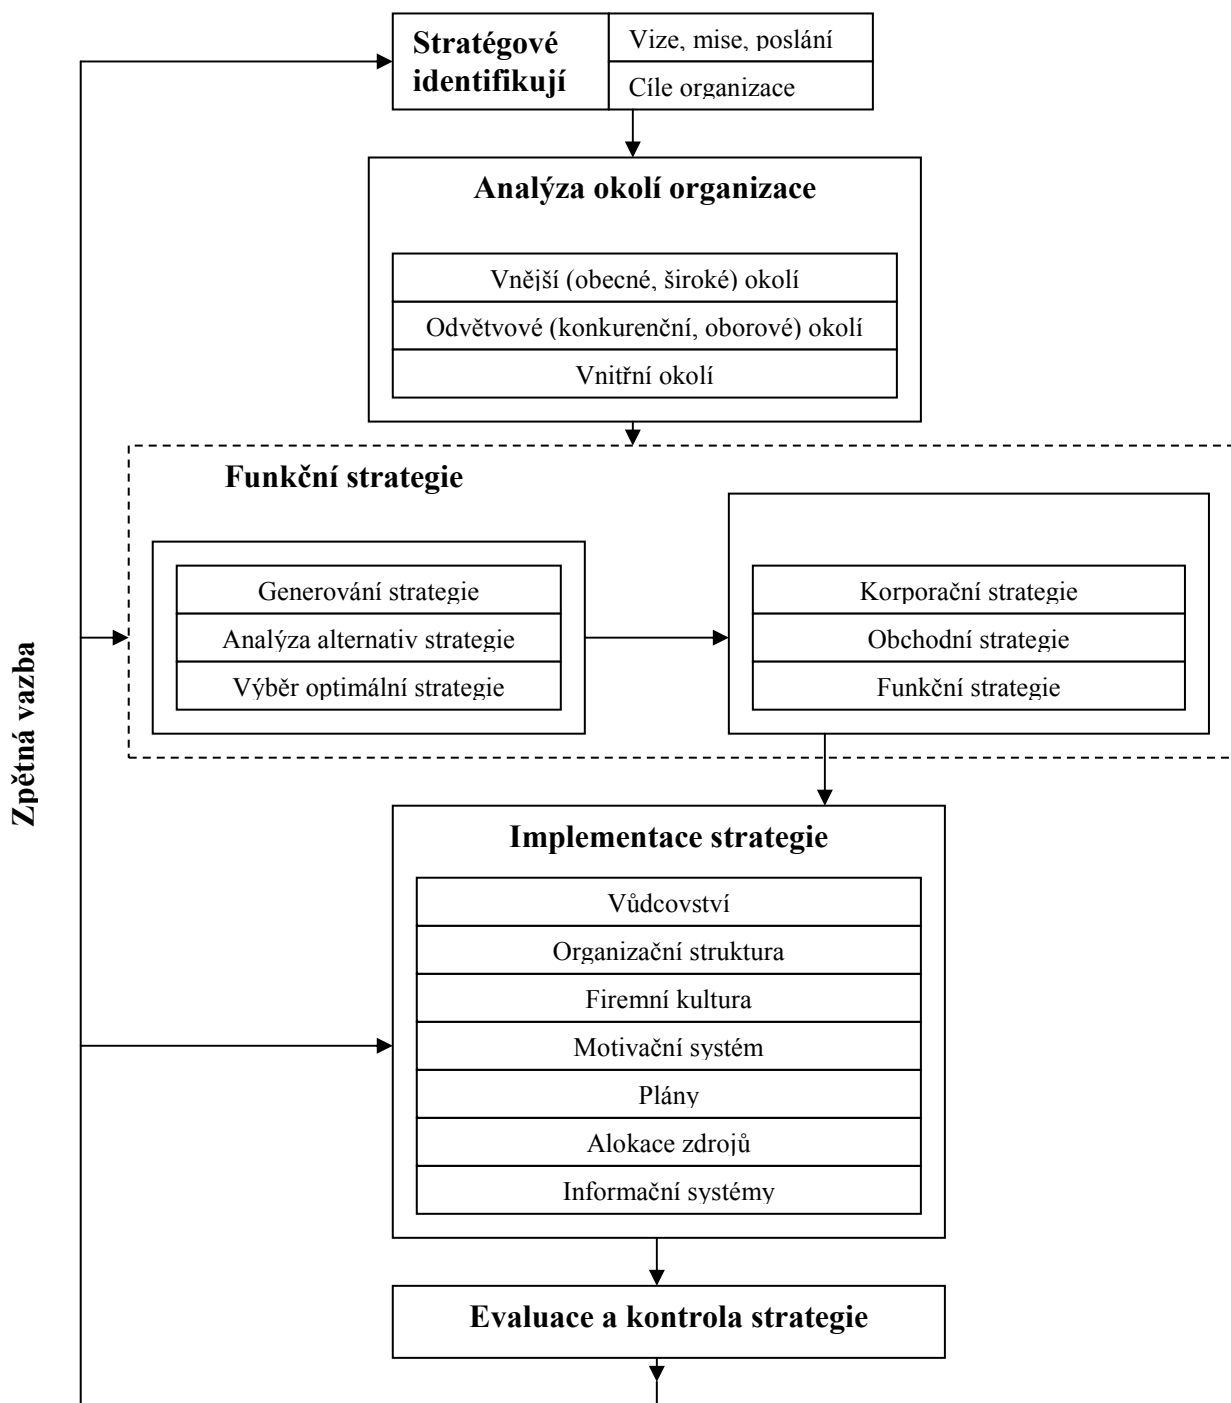 Stratégové
identifikují
Vize, mise, poslání
Cíle organizace
Analýza okolí organizace
Vnější (obecné, široké) okolí
Odvětvové (konkurenční, oborové) okolí
Vnitřní okolí
Funkční strategie
Generování strategie
Analýza alternativ strategie
Výběr optimální strategie
Korporační strategie
Obchodní strategie
Funkční strategie
Zpětná vazba
Implementace strategie
Vůdcovství
Organizační struktura
Firemní kultura
Motivační systém
Plány
Alokace zdrojů
Informační systémy
Evaluace a kontrola strategie